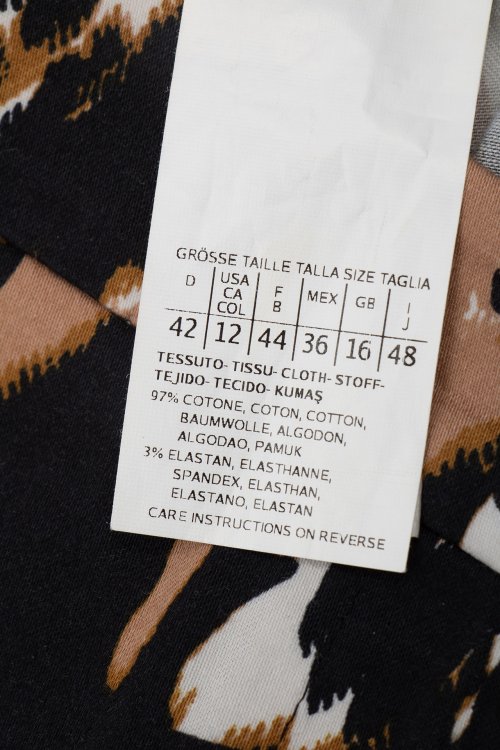 GRÖSSE TAILLE TALLA SIZE TAGLIA
D USA CA COL F B MEX GB I J
42 12 44 36 16 48
TESSUTO- TISSU- CLOTH- STOFF-
TEJIDO- TECIDO- KUMAŞ
97% COTONE, COTON, COTTON,
BAUMWOLLE, ALGODON,
ALGODAO, PAMUK
3% ELASTAN, ELASTHANNE,
SPANDEX, ELASTHAN,
ELASTANO, ELASTAN
CARE INSTRUCTIONS ON REVERSE